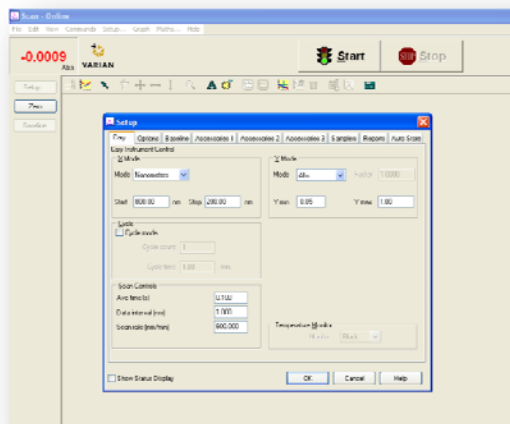 Scan - Online
File Edit View Commands Setup... Graph Maths... Help
-0.0009
Abs
VARIAN
Start
STOP
Stop
Setup...
Zero
Baseline
A
Setup
Cary Options Baseline Accessories 1 Accessories 2 Accessories 3 Samples Reports Auto Store
Cary Instrument Control
X Mode
Mode Nanometers
Start 800.00 nm Stop 200.00 nm
Y Mode
Mode Abs Factor 1.0000
Y min 0.05 Y max 1.00
Cycle
Cycle mode
Cycle count 1
Cycle time 1.00 min
Scan Controls
Ave time (s) 0.100
Data interval (nm) 1.000
Scan rate (nm/min) 600.000
Temperature Monitor
Monitor Block
Show Status Display
OK Cancel Help